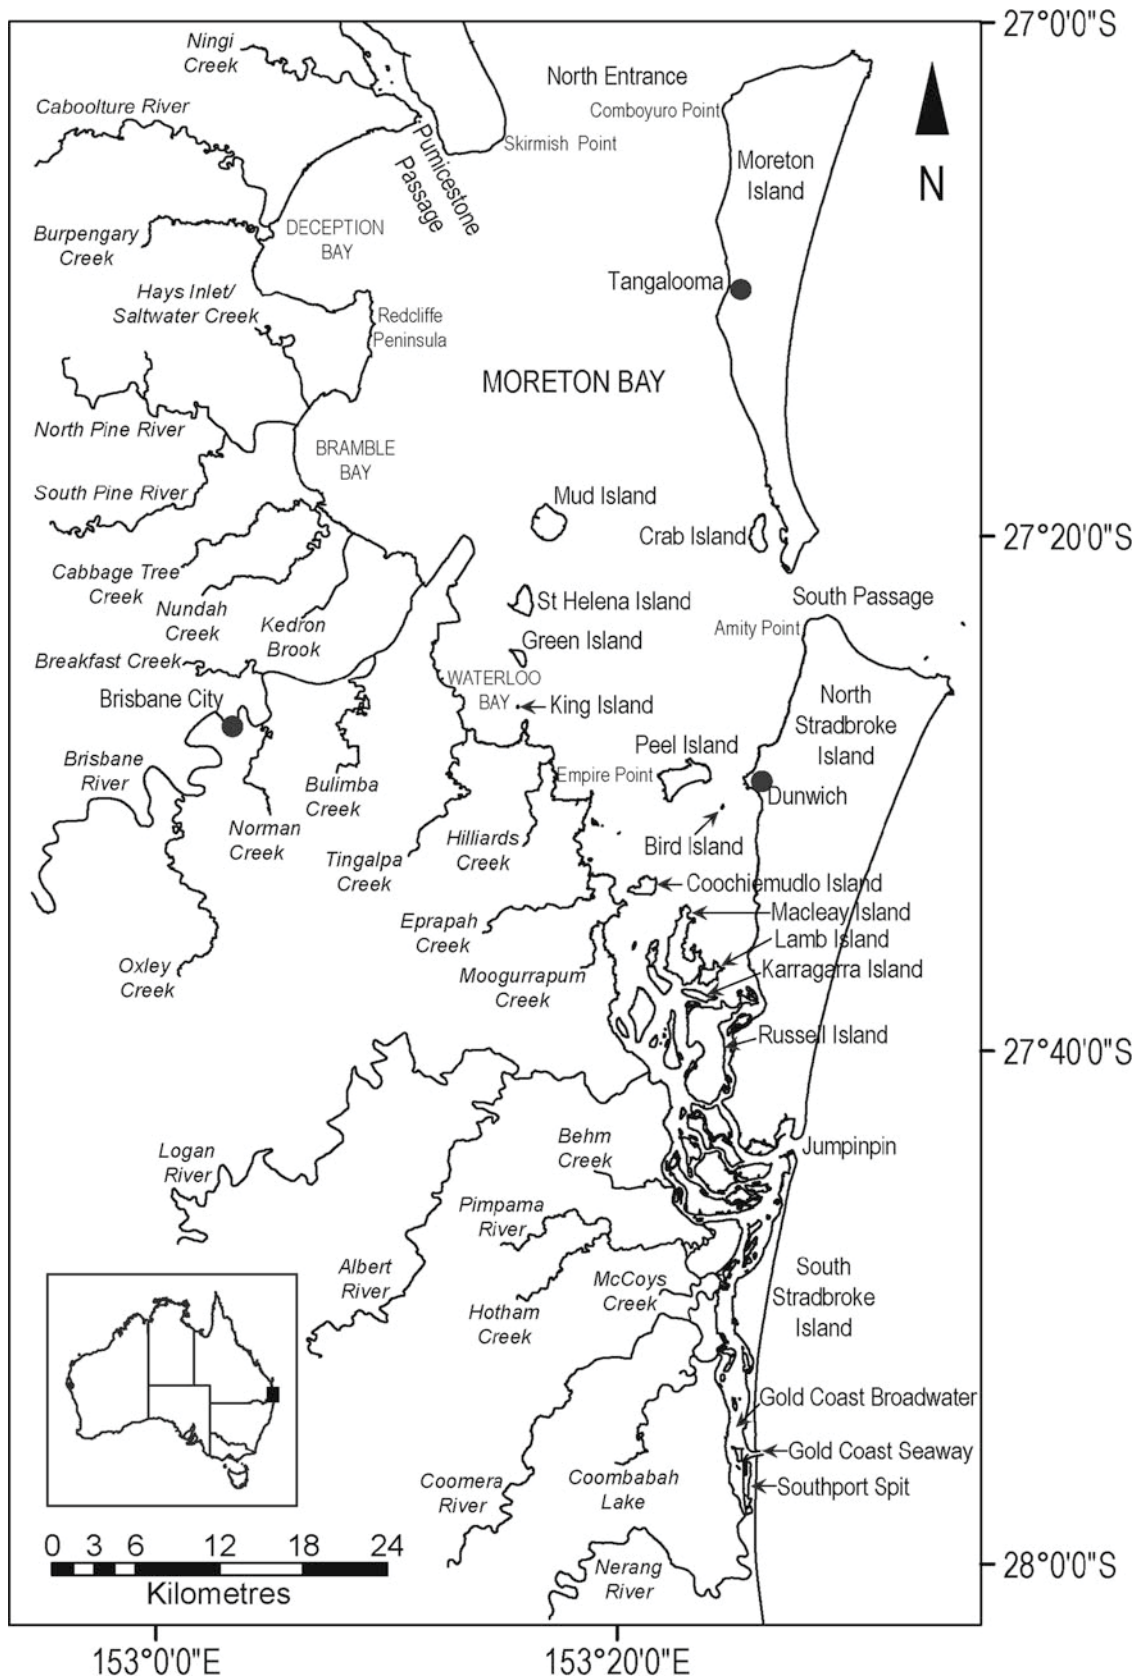 27°0'0"S
Ningi
Creek
North Entrance
Comboyuro Point
Caboolture River
Skirmish Point
Pumicestone
Passage
Moreton
Island
N
Burpengary
Creek
DECEPTION
BAY
Hays Inlet/
Saltwater Creek
Tangalooma
Redcliffe
Peninsula
MORETON BAY
North Pine River
BRAMBLE
BAY
South Pine River
Mud Island
Crab Island
27°20'0"S
Cabbage Tree
Creek
Nundah
Creek
Kedron
Brook
St Helena Island
South Passage
Amity Point
Green Island
Breakfast Creek
WATERLOO
BAY
Brisbane City
King Island
North
Stradbroke
Island
Brisbane
River
Peel Island
Empire Point
Dunwich
Bulimba
Creek
Norman
Creek
Hilliards
Creek
Tingalpa
Creek
Bird Island
Coochiemudlo Island
Macleay Island
Eprapah
Creek
Lamb Island
Oxley
Creek
Moogurrapum
Creek
Karragarra Island
Russell Island
27°40'0"S
Logan
River
Behm
Creek
Jumpinpin
Pimpama
River
Albert
River
McCoys
Creek
Hotham
Creek
South
Stradbroke
Island
Gold Coast Broadwater
Gold Coast Seaway
Coomera
River
Coombabah
Lake
Southport Spit
0 3 6 12 18 24
Kilometres
Nerang
River
28°0'0"S
153°0'0"E
153°20'0"E